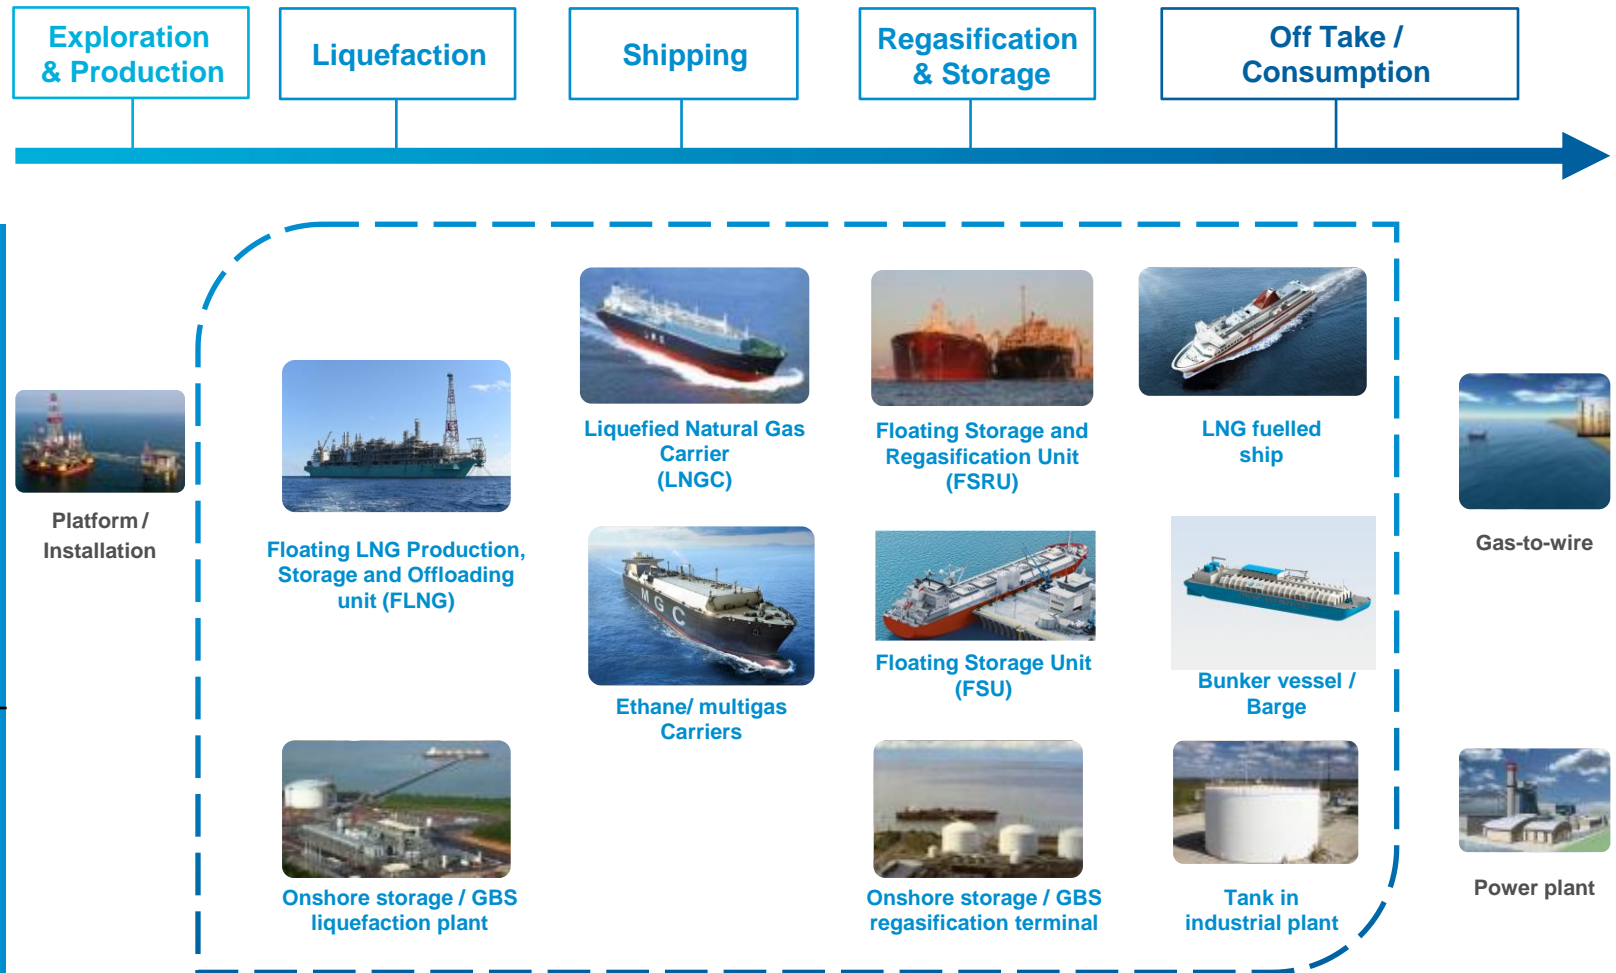 Exploration
& Production
Liquefaction
Shipping
Regasification
& Storage
Off Take /
Consumption
Platform /
Installation
Floating LNG Production,
Storage and Offloading
unit (FLNG)
Onshore storage / GBS
liquefaction plant
Liquefied Natural Gas
Carrier
(LNGC)
MGC
Ethane/ multigas
Carriers
Floating Storage and
Regasification Unit
(FSRU)
Floating Storage Unit
(FSU)
Onshore storage / GBS
regasification terminal
LNG fuelled
ship
Bunker vessel /
Barge
Tank in
industrial plant
Gas-to-wire
Power plant